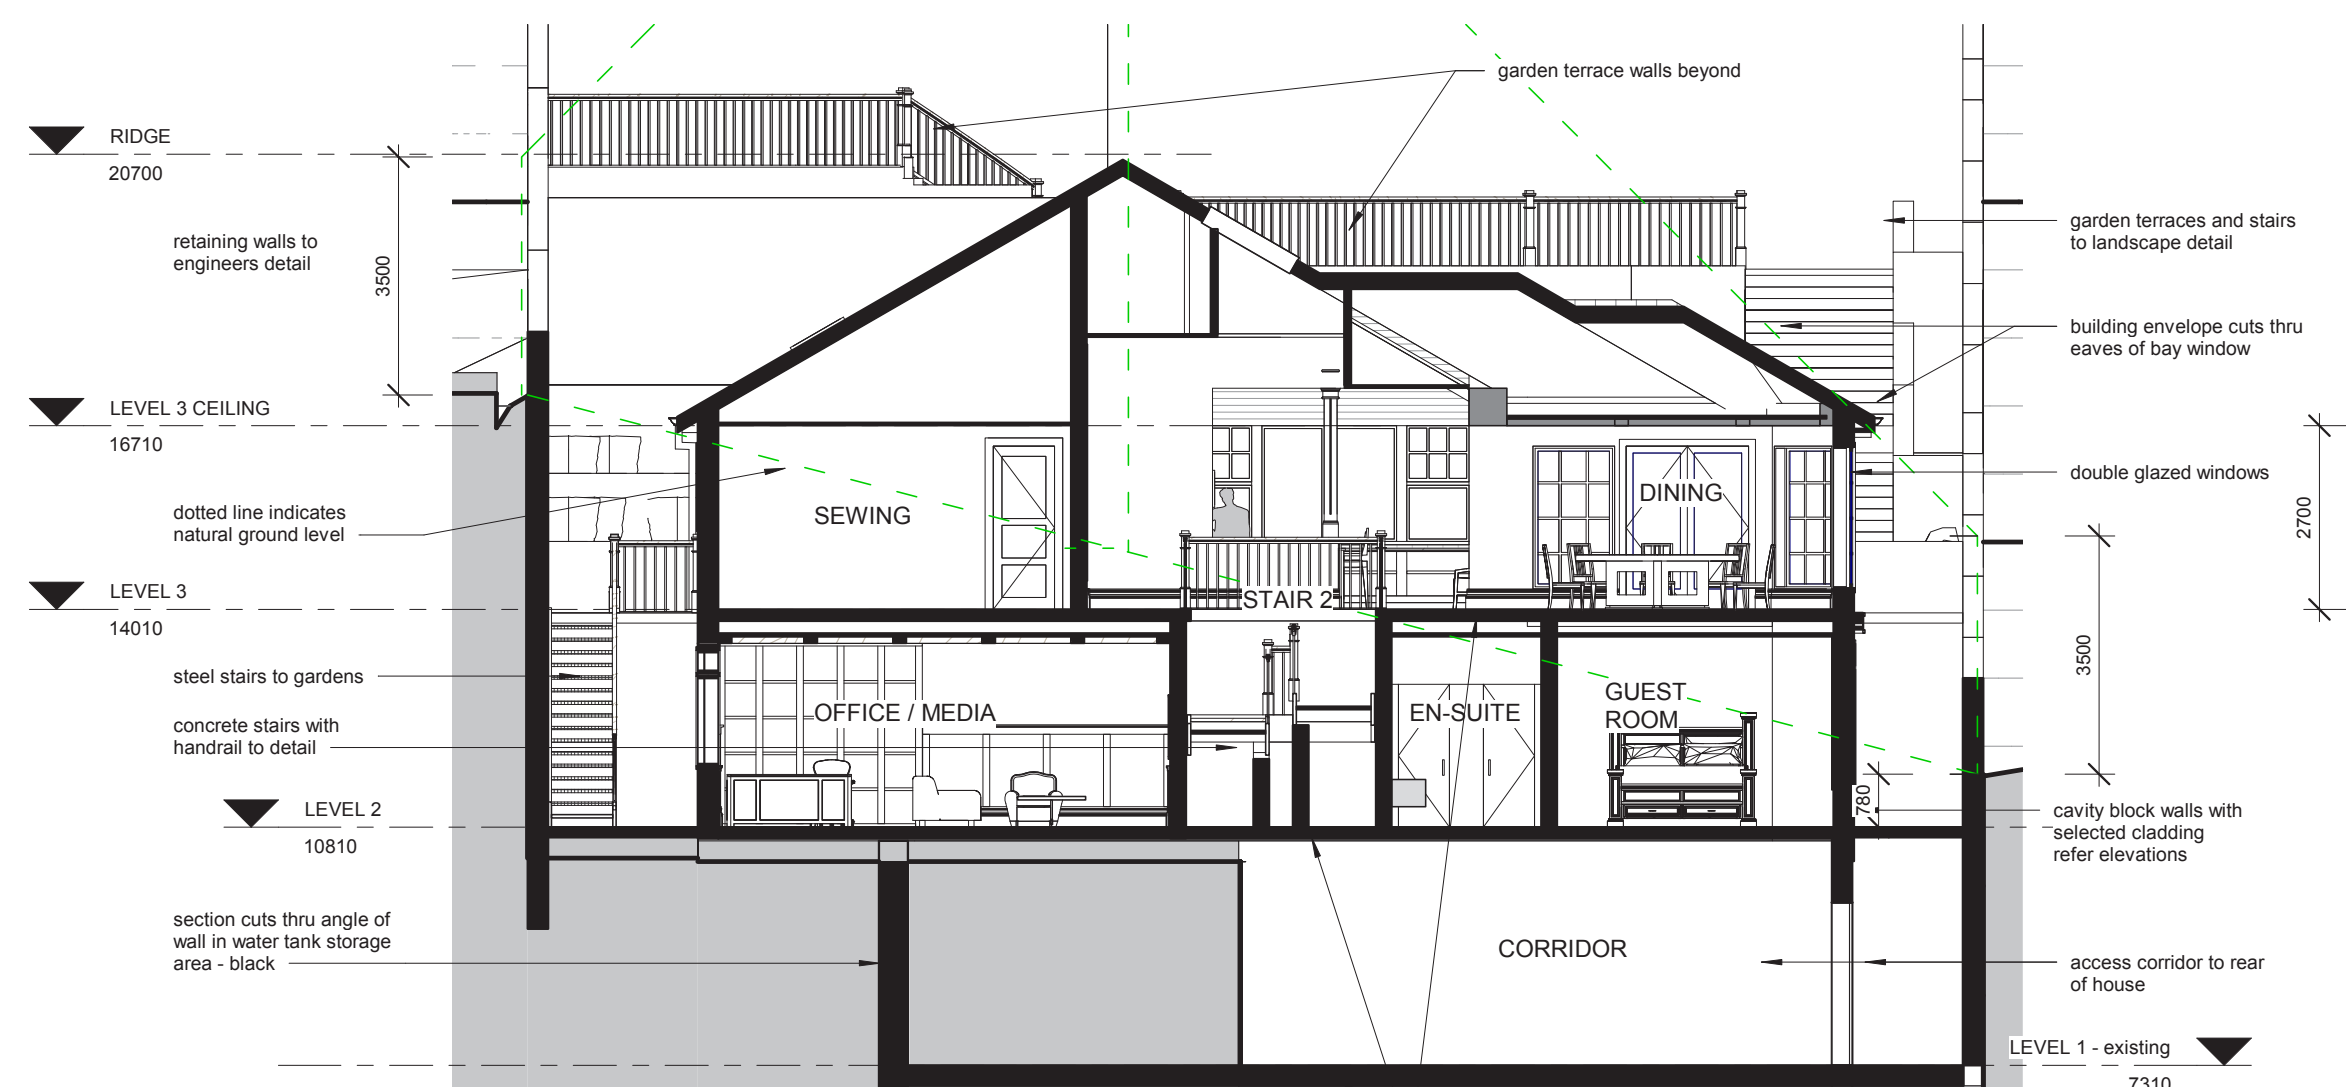 garden terrace walls beyond
RIDGE
20700
retaining walls to
engineers detail
3500
garden terraces and stairs
to landscape detail
building envelope cuts thru
eaves of bay window
LEVEL 3 CEILING
16710
double glazed windows
2700
dotted line indicates
natural ground level
SEWING
DINING
LEVEL 3
14010
STAIR 2
3500
steel stairs to gardens
concrete stairs with
handrail to detail
OFFICE / MEDIA
EN-SUITE
GUEST
ROOM
780
LEVEL 2
10810
cavity block walls with
selected cladding
refer elevations
section cuts thru angle of
wall in water tank storage
area - black
CORRIDOR
access corridor to rear
of house
LEVEL 1 - existing
7310